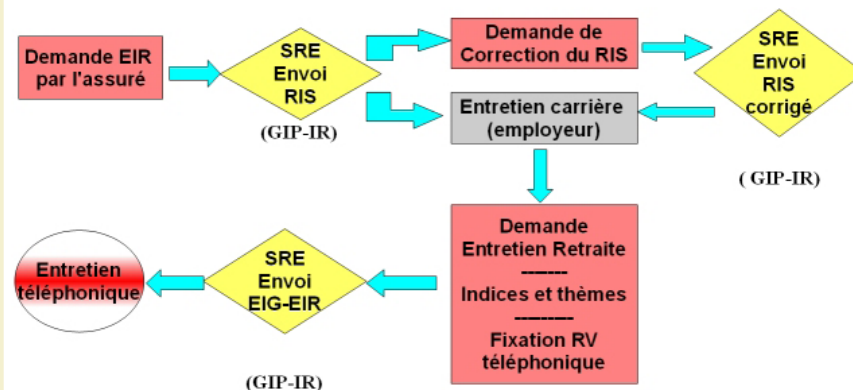 Demande EIR
par l'assuré
SRE
Envoi
RIS
(GIP-IR)
Demande de
Correction du RIS
SRE
Envoi
RIS
corrigé
( GIP-IR)
Entretien carrière
(employeur)
Demande
Entretien Retraite
-------
Indices et thèmes
---------
Fixation RV
téléphonique
SRE
Envoi
EIG-EIR
(GIP-IR)
Entretien
téléphonique